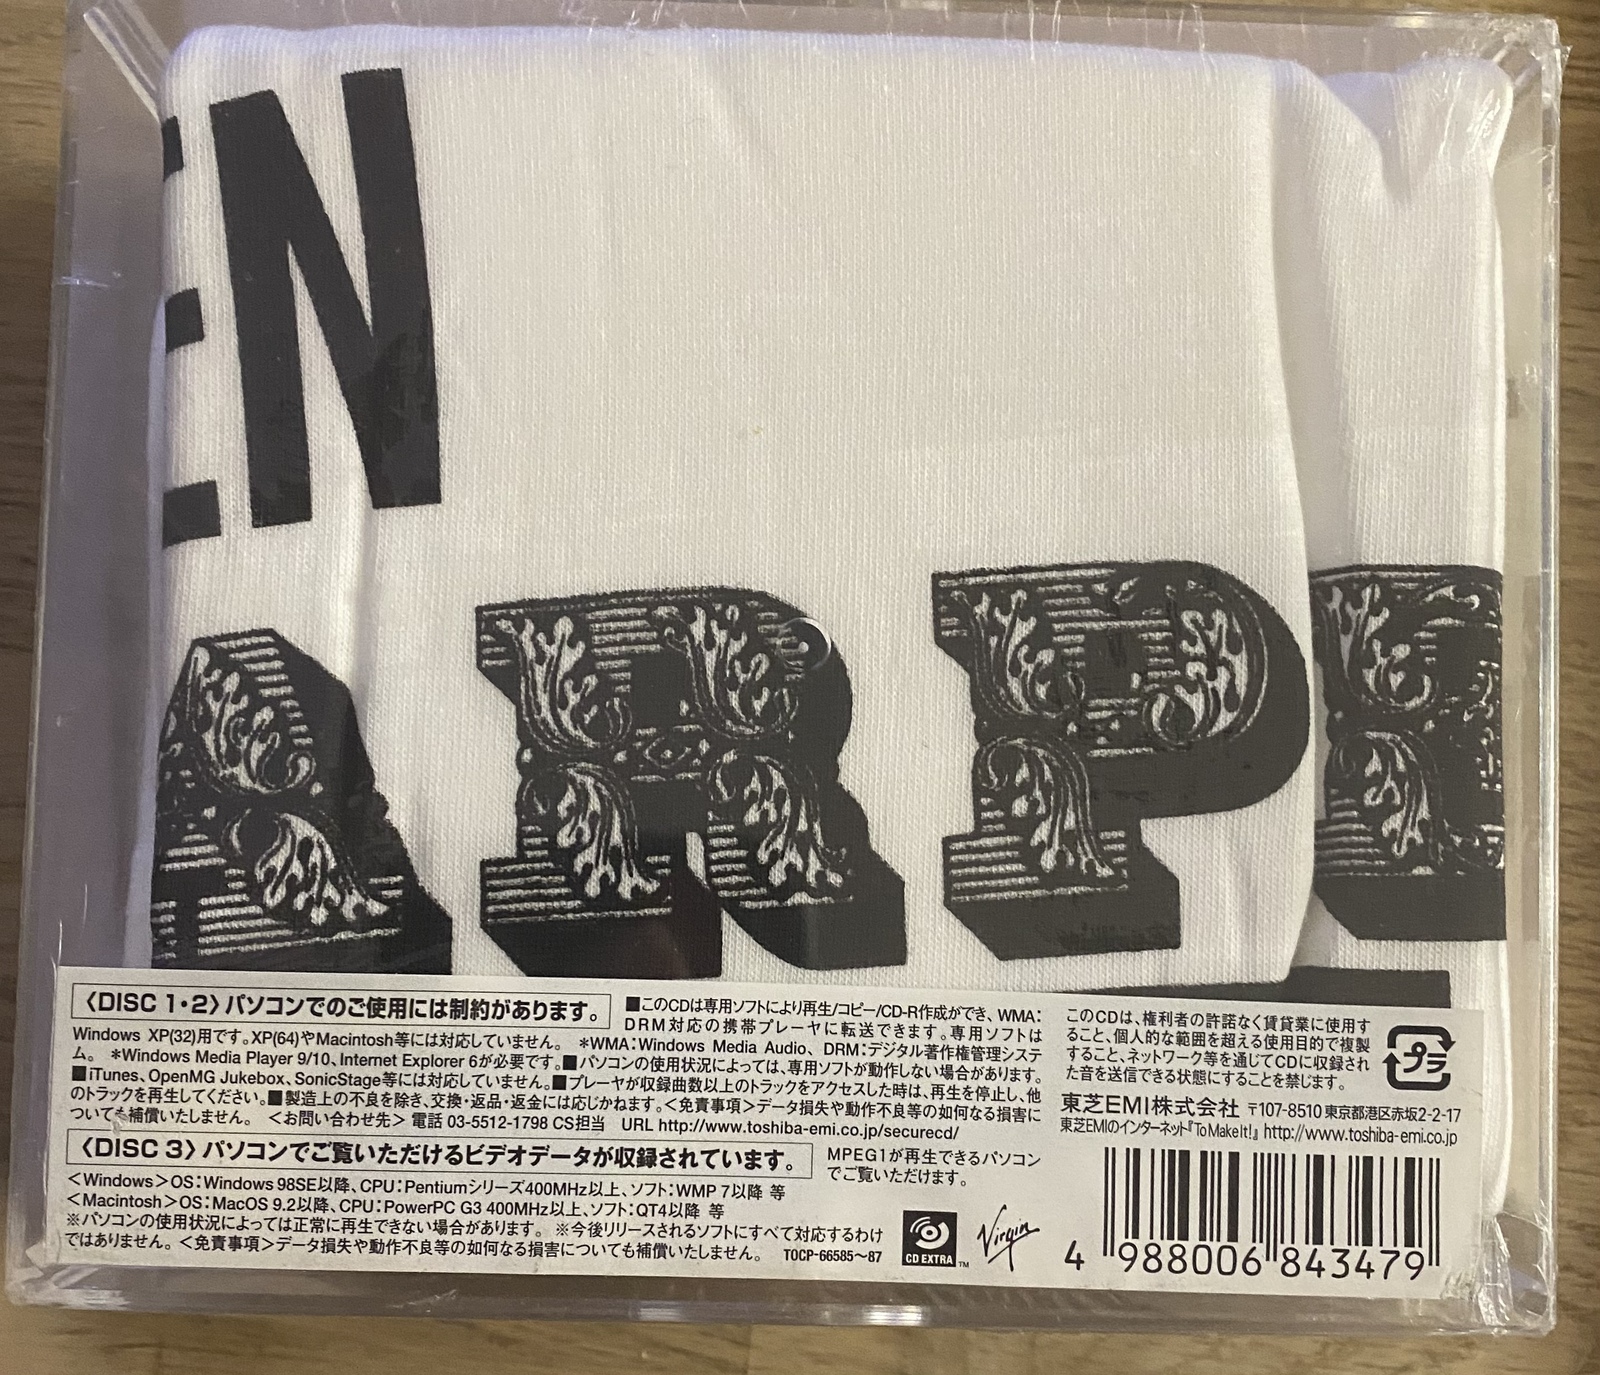 EN
ARPE
〈DISC 1・2〉パソコンでのご使用には制約があります。
Windows XP(32)用です。XP(64)やMacintosh等には対応していません。 *WMA:Windows Media Audio、DRM:デジタル著作権管理システム。 *Windows Media Player 9/10、Internet Explorer 6が必要です。
■このCDは専用ソフトにより再生/コピー/CD-R作成ができ、WMA:DRM対応の携帯プレーヤに転送できます。専用ソフトは
■パソコンの使用状況によっては、専用ソフトが動作しない場合があります。
■iTunes、OpenMG Jukebox、SonicStage等には対応していません。■プレーヤが収録曲数以上のトラックをアクセスした時は、再生を停止し、他
のトラックを再生してください。■製造上の不良を除き、交換・返品・返金には応じかねます。＜免責事項＞データ損失や動作不良等の如何なる損害に
ついても補償いたしません。 ＜お問い合わせ先＞ 電話 03-5512-1798 CS担当 URL http://www.toshiba-emi.co.jp/securecd/
〈DISC 3〉パソコンでご覧いただけるビデオデータが収録されています。
MPEG1が再生できるパソコン
でご覧いただけます。
＜Windows＞OS:Windows 98SE以降、CPU:Pentiumシリーズ400MHz以上、ソフト:WMP 7以降 等
＜Macintosh＞OS:MacOS 9.2以降、CPU:PowerPC G3 400MHz以上、ソフト:QT4以降 等
※パソコンの使用状況によっては正常に再生できない場合があります。 ※今後リリースされるソフトにすべて対応するわけ
ではありません。＜免責事項＞データ損失や動作不良等の如何なる損害についても補償いたしません。 TOCP-66585～87
CD EXTRA TM
Virgin
このCDは、権利者の許諾なく賃貸業に使用す
ること、個人的な範囲を超える使用目的で複製
すること、ネットワーク等を通じてCDに収録され
た音を送信できる状態にすることを禁じます。
プラ
東芝EMI株式会社 〒107-8510 東京都港区赤坂2-2-17
東芝EMIのインターネット『To Make It!』 http://www.toshiba-emi.co.jp
4 988006 843479